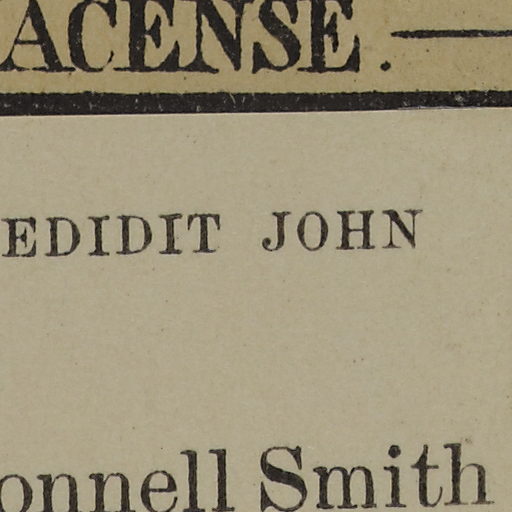 ACENSE.
EDIDIT JOHN
onnell Smith